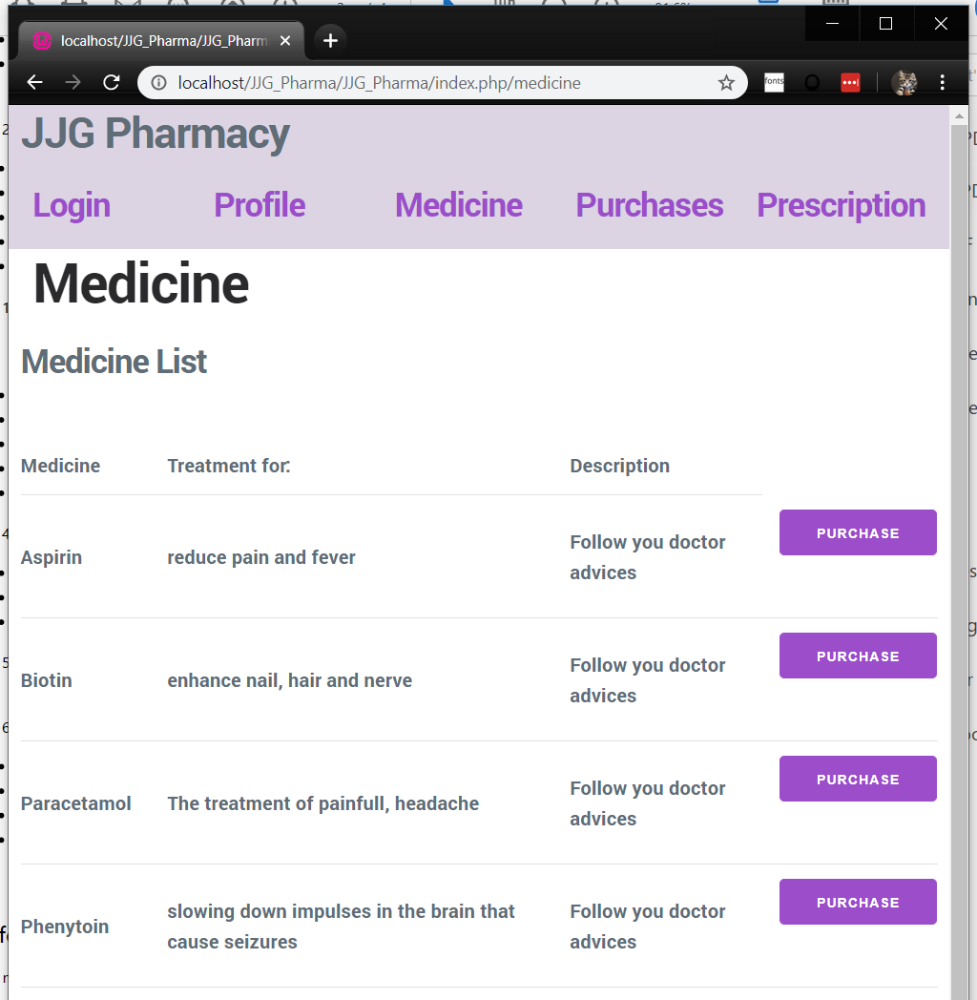 localhost/JJG_Pharma/JJG_Pharm
localhost/JJG_Pharma/JJG_Pharma/index.php/medicine
fonts
JJG Pharmacy
Login Profile Medicine Purchases Prescription
Medicine
Medicine List
Medicine Treatment for: Description
Aspirin reduce pain and fever Follow you doctor advices PURCHASE
Biotin enhance nail, hair and nerve Follow you doctor advices PURCHASE
Paracetamol The treatment of painfull, headache Follow you doctor advices PURCHASE
Phenytoin slowing down impulses in the brain that cause seizures Follow you doctor advices PURCHASE